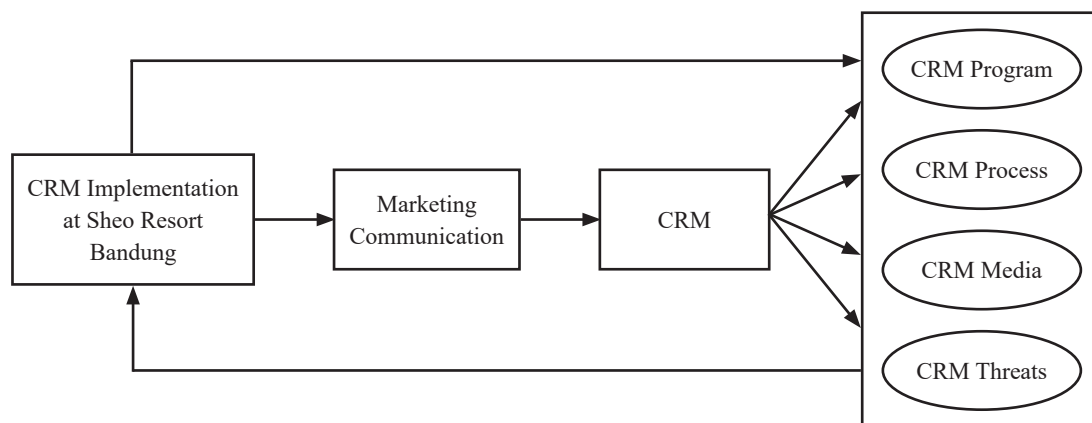 CRM Implementation
at Sheo Resort
Bandung
Marketing
Communication
CRM
CRM Program
CRM Process
CRM Media
CRM Threats